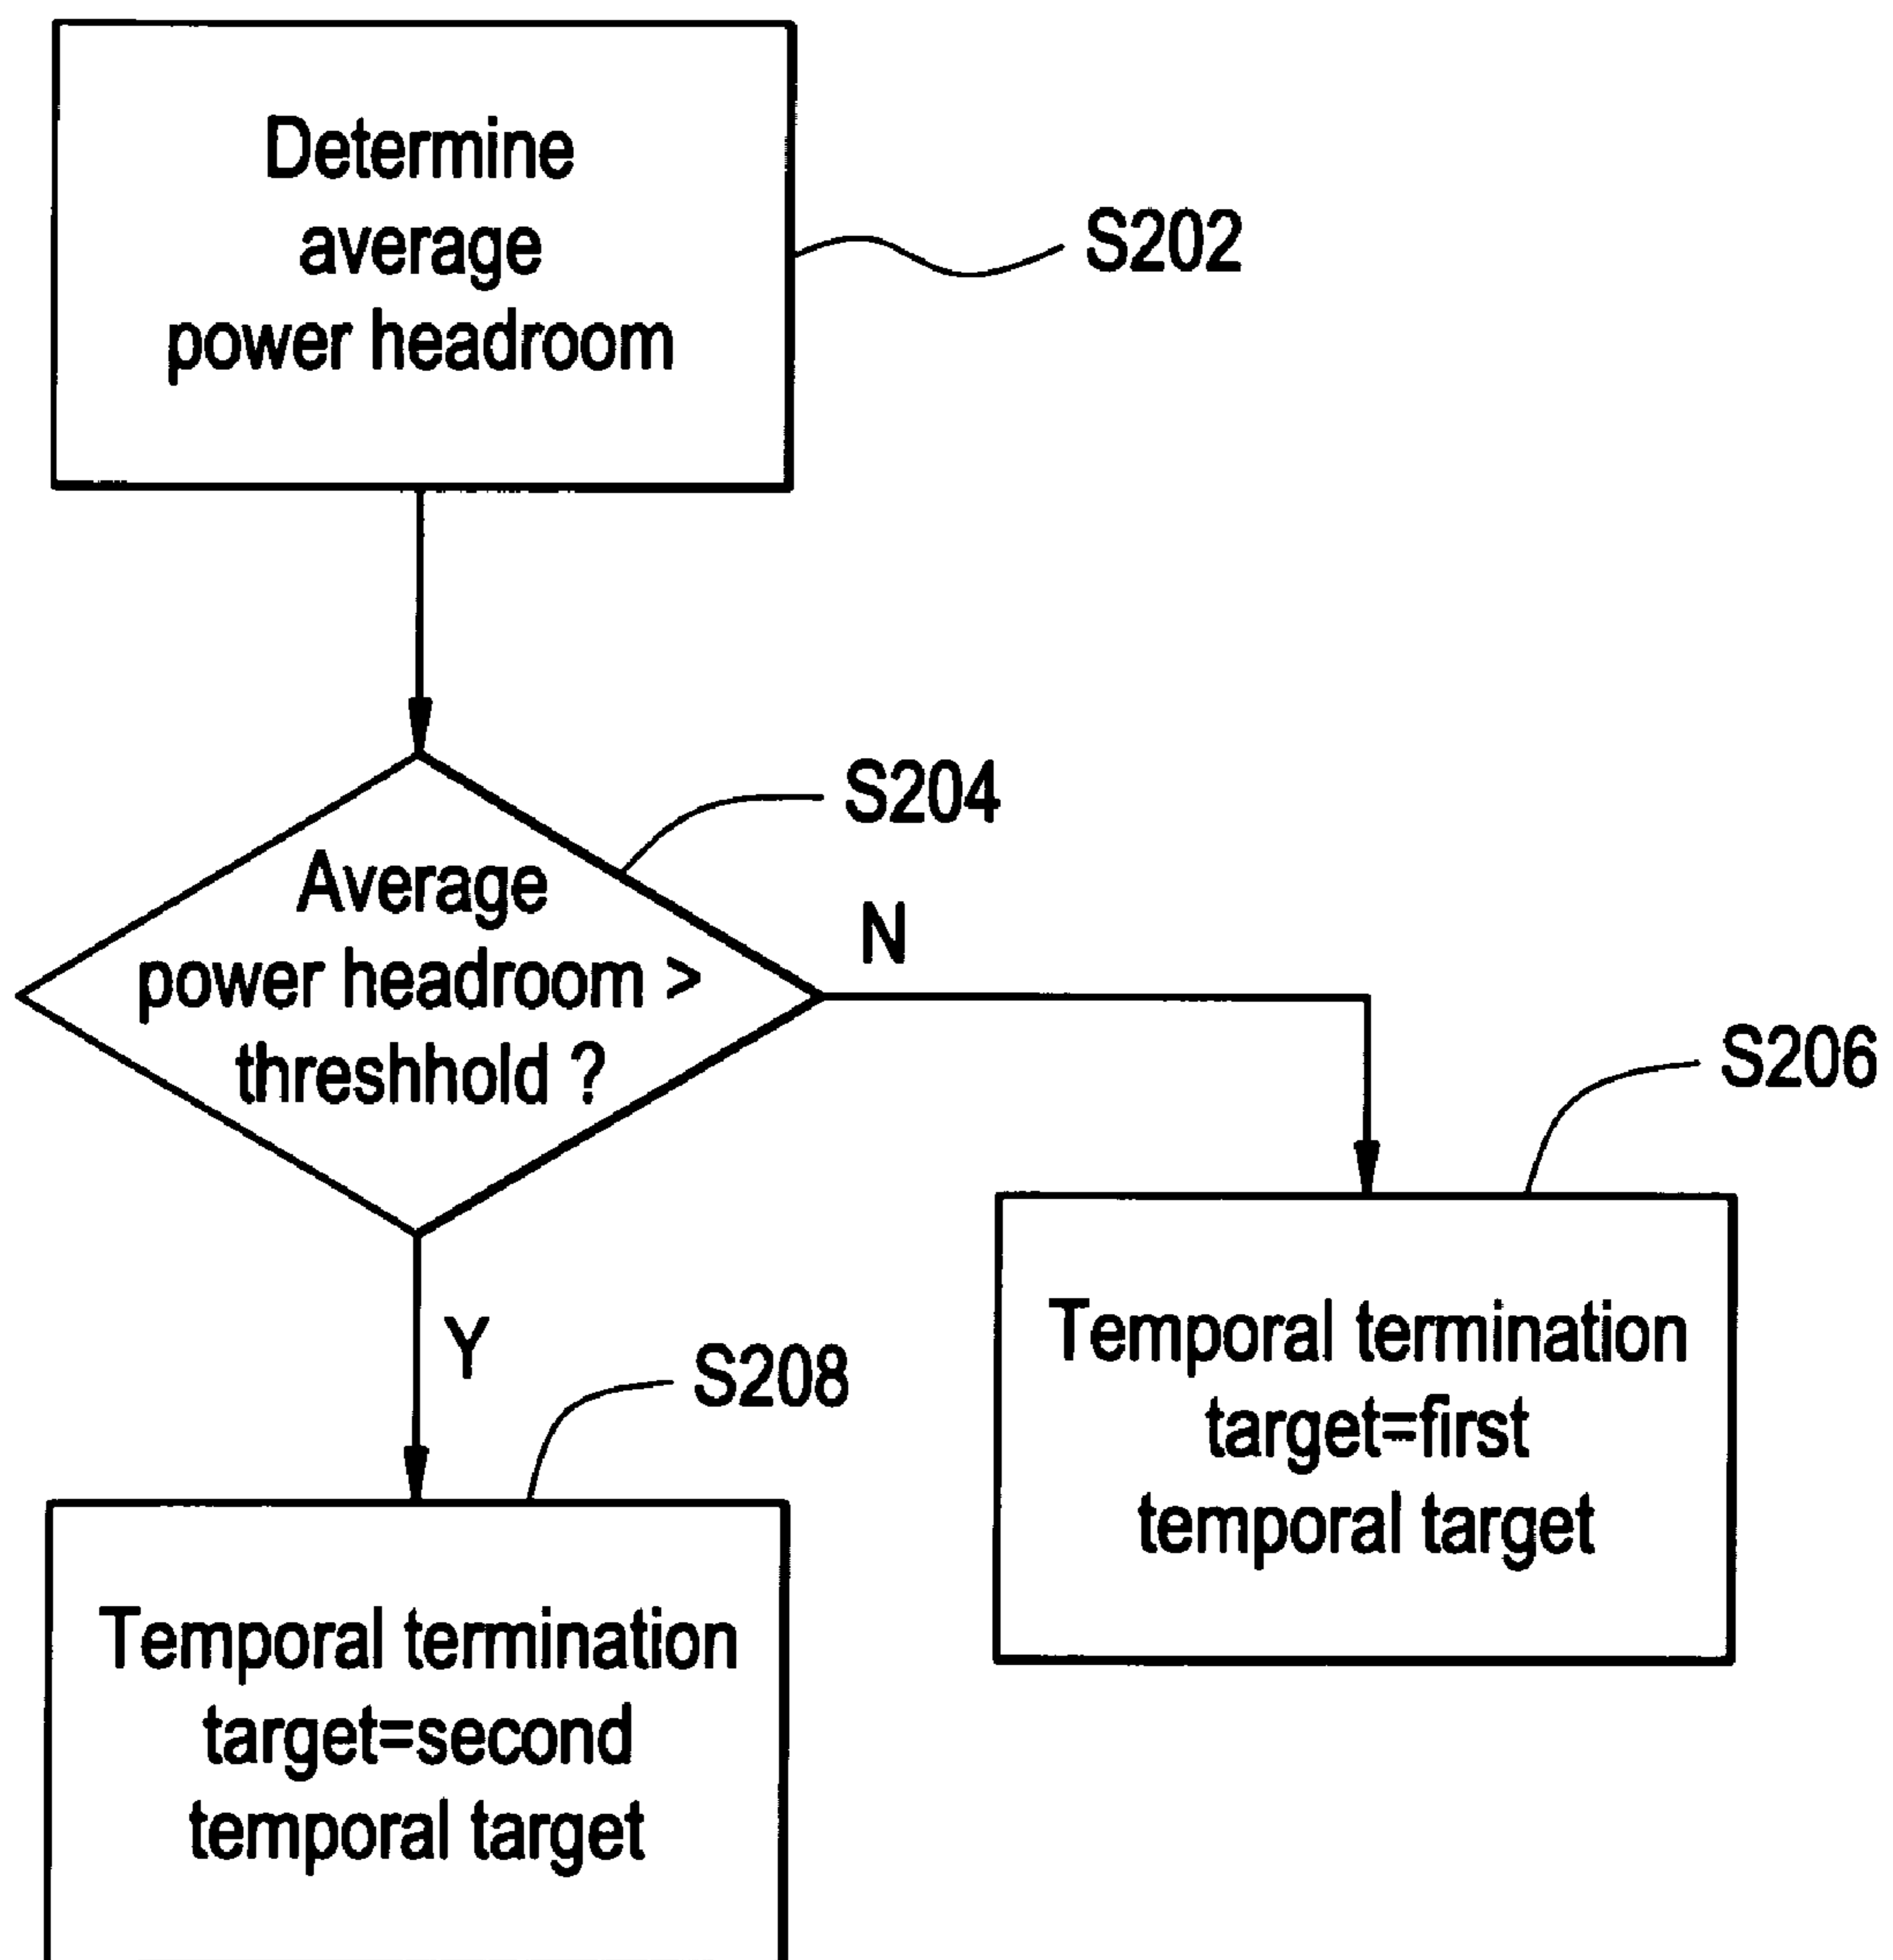 Determine
average
power headroom
S202
S204
Average
power headroom >
threshhold ?
N
S206
Y
S208
Temporal termination
target=first
temporal target
Temporal termination
target=second
temporal target